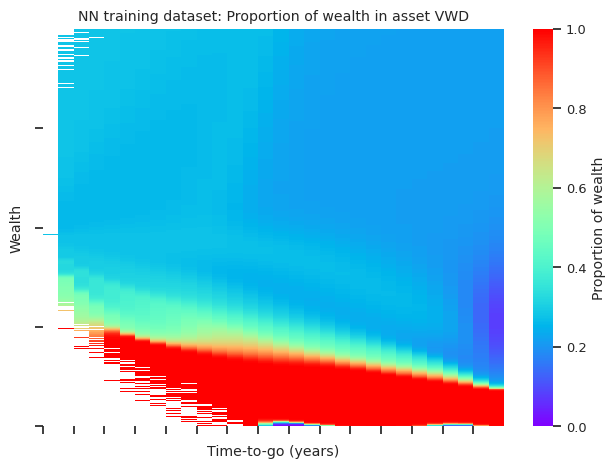 NN training dataset: Proportion of wealth in asset VWD
Wealth
Time-to-go (years)
1.0
0.8
0.6
0.4
0.2
0.0
Proportion of wealth